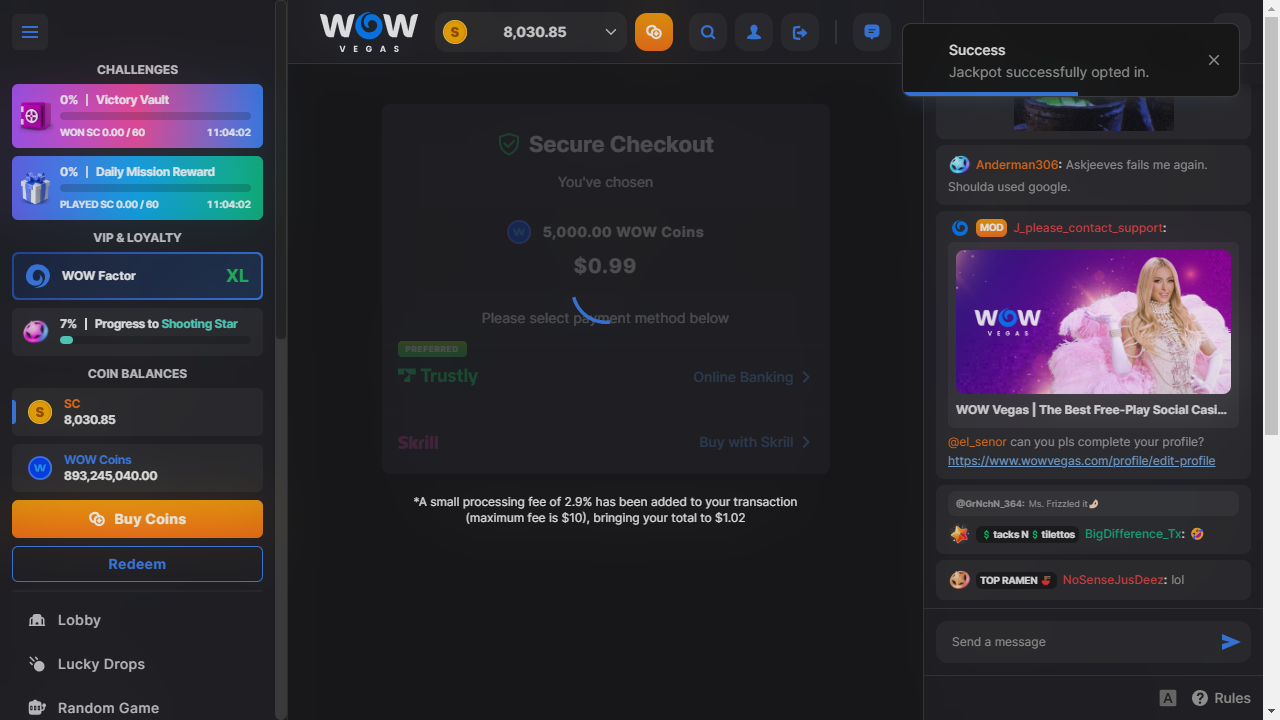 CHALLENGES
0% | Victory Vault
WON SC 0.00 / 60
11:04:02
0% | Daily Mission Reward
PLAYED SC 0.00 / 60
11:04:02
VIP & LOYALTY
WOW Factor
XL
7% | Progress to Shooting Star
COIN BALANCES
S
SC
8,030.85
W
WOW Coins
893,245,040.00
Buy Coins
Redeem
Lobby
Lucky Drops
Random Game
WOW
VEGAS
S
8,030.85
Secure Checkout
You've chosen
W
5,000.00 WOW Coins
$0.99
Please select payment method below
PREFERRED
Trustly
Online Banking
Skrill
Buy with Skrill
*A small processing fee of 2.9% has been added to your transaction
(maximum fee is $10), bringing your total to $1.02
Success
Jackpot successfully opted in.
Anderman306: Askjeeves fails me again.
Shoulda used google.
MOD J_please_contact_support:
WOW
VEGAS
WOW Vegas | The Best Free-Play Social Casi...
@el_senor can you pls complete your profile?
https://www.wowvegas.com/profile/edit-profile
@GrNchN_364: Ms. Frizzled it🤌🏻
💲tacks N 💲tilettos BigDifference_Tx: 🤣
TOP RAMEN 🍜 NoSenseJusDeez: lol
Send a message
A
Rules